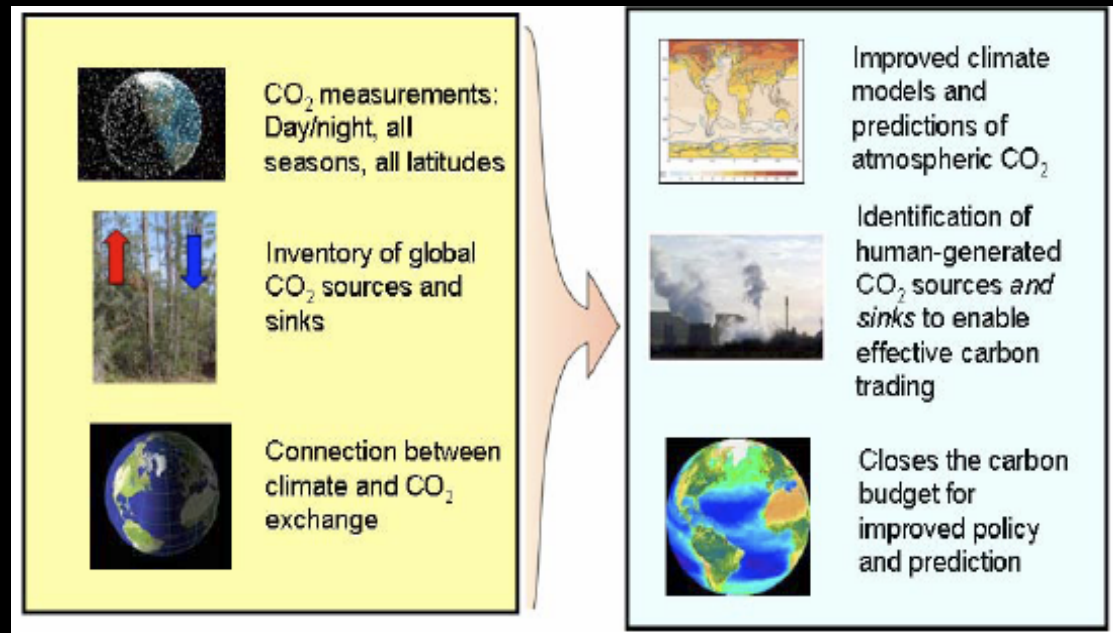 CO₂ measurements:
Day/night, all
seasons, all latitudes
Inventory of global
CO₂ sources and
sinks
Connection between
climate and CO₂
exchange
Improved climate
models and
predictions of
atmospheric CO₂
Identification of
human-generated
CO₂ sources and
sinks to enable
effective carbon
trading
Closes the carbon
budget for
improved policy
and prediction